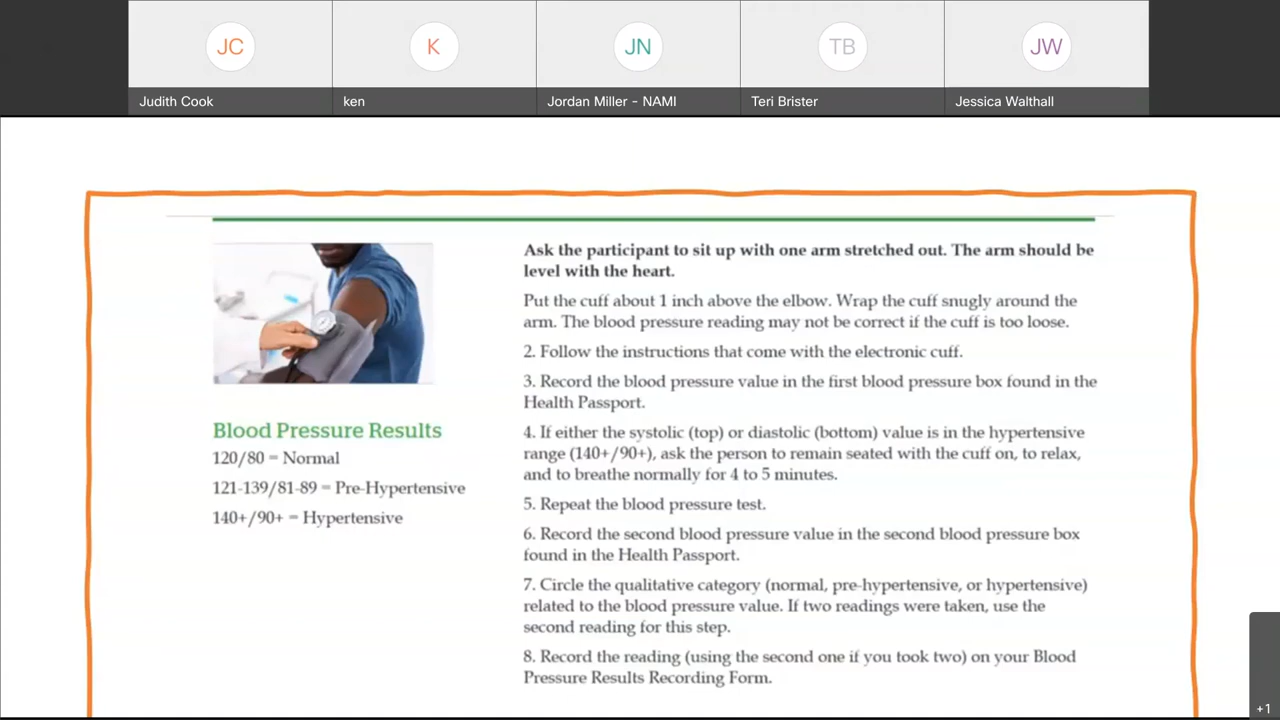 JC
K
JN
TB
JW
Judith Cook
ken
Jordan Miller - NAMI
Teri Brister
Jessica Walthall
Blood Pressure Results
120/80 = Normal
121-139/81-89 = Pre-Hypertensive
140+/90+ = Hypertensive
Ask the participant to sit up with one arm stretched out. The arm should be
level with the heart.
Put the cuff about 1 inch above the elbow. Wrap the cuff snugly around the
arm. The blood pressure reading may not be correct if the cuff is too loose.
2. Follow the instructions that come with the electronic cuff.
3. Record the blood pressure value in the first blood pressure box found in the
Health Passport.
4. If either the systolic (top) or diastolic (bottom) value is in the hypertensive
range (140+/90+), ask the person to remain seated with the cuff on, to relax,
and to breathe normally for 4 to 5 minutes.
5. Repeat the blood pressure test.
6. Record the second blood pressure value in the second blood pressure box
found in the Health Passport.
7. Circle the qualitative category (normal, pre-hypertensive, or hypertensive)
related to the blood pressure value. If two readings were taken, use the
second reading for this step.
8. Record the reading (using the second one if you took two) on your Blood
Pressure Results Recording Form.
+1